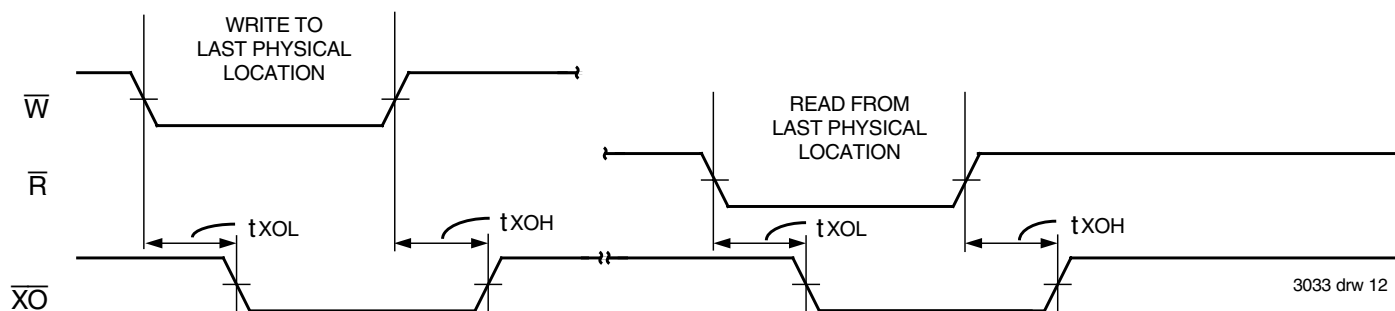 WRITE TO
LAST PHYSICAL
LOCATION
W
READ FROM
LAST PHYSICAL
LOCATION
R
tXOL
tXOH
tXOL
tXOH
XO
3033 drw 12